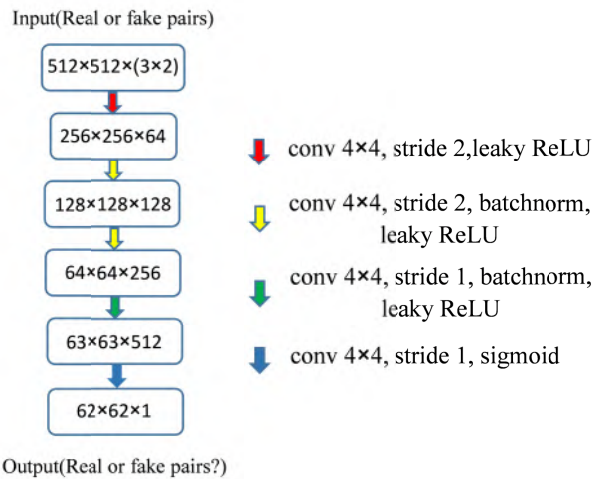 Input(Real or fake pairs)
512×512×(3×2)
256×256×64
128×128×128
64×64×256
63×63×512
62×62×1
Output(Real or fake pairs?)
conv 4×4, stride 2,leaky ReLU
conv 4×4, stride 2, batchnorm,
leaky ReLU
conv 4×4, stride 1, batchnorm,
leaky ReLU
conv 4×4, stride 1, sigmoid